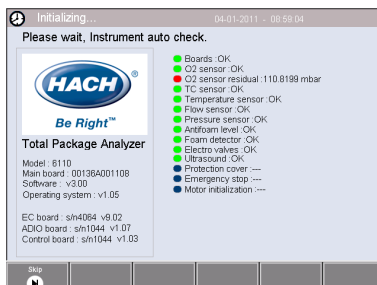 Initializing...
04-01-2011 - 08:59:04
Please wait, Instrument auto check.
HACH®
Be Right™
Total Package Analyzer
Model : 6110
Main board : 00136A001108
Software : v3.00
Operating system : v1.05
EC board : s/n4064 v9.02
ADIO board : s/n1044 v1.07
Control board : s/n1044 v1.03
Boards :OK
O2 sensor :OK
O2 sensor residual :110.8199 mbar
TC sensor :OK
Temperature sensor :OK
Flow sensor :OK
Pressure sensor :OK
Antifoam level :OK
Foam detector :OK
Electro valves :OK
Ultrasound :OK
Protection cover :---
Emergency stop :---
Motor initialization :---
Skip